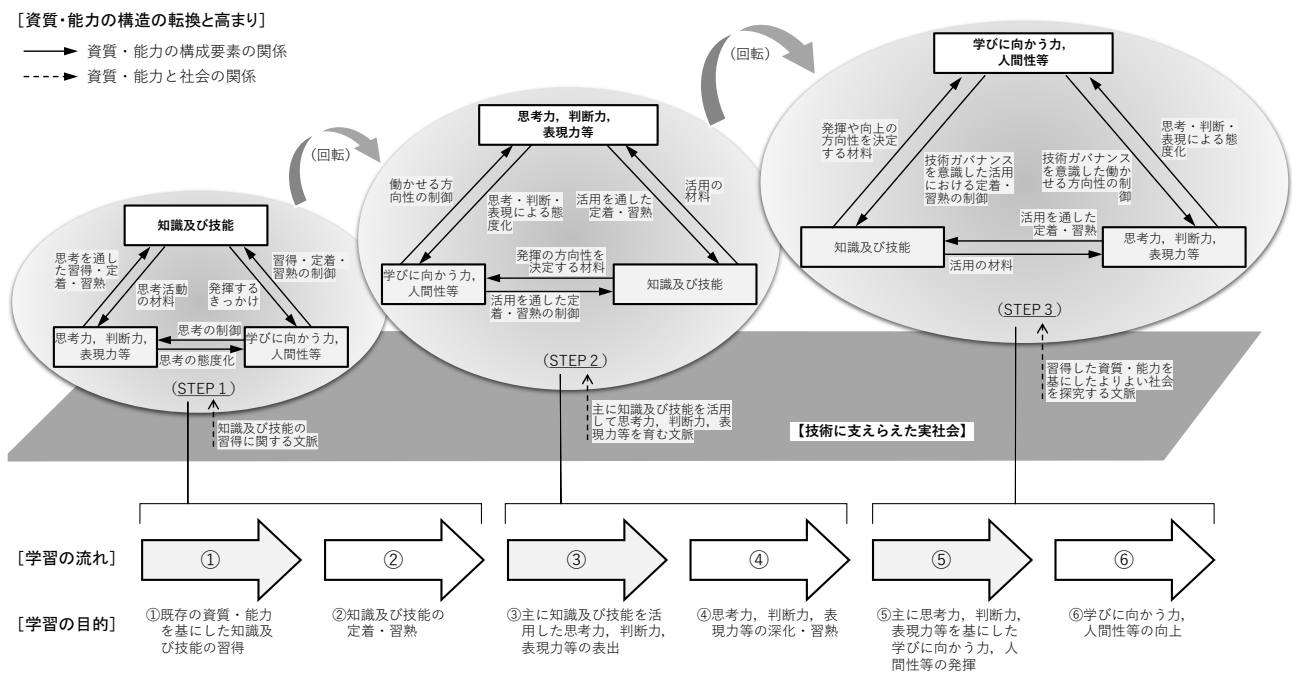 [資質・能力の構造の転換と高まり]
資質・能力の構成要素の関係
資質・能力と社会の関係
(回転)
(回転)
知識及び技能
思考を通し
た習得・定
着・習熟
思考活動
の材料
発揮する
きっかけ
習得・定着・
習熟の制御
思考力，判断力，
表現力等
思考の制御
思考の態度化
学びに向かう力，
人間性等
(STEP 1)
知識及び技能の
習得に関する文脈
思考力，判断力，
表現力等
働かせる方
向性の制御
思考・判断・
表現による態
度化
活用を通した
定着・習熟
活用の
材料
学びに向かう力，
人間性等
発揮の方向性を
決定する材料
活用を通した定
着・習熟の制御
知識及び技能
(STEP 2)
主に知識及び技能を活用
して思考力，判断力，表
現力等を育む文脈
学びに向かう力，
人間性等
発揮や向上の
方向性を決定
する材料
技術ガバナンス
を意識した活用
における定着・
習熟の制御
技術ガバナンス
を意識した働か
せる方向性の制
御
思考・判断・
表現による態
度化
知識及び技能
活用を通した
定着・習熟
活用の材料
思考力，判断力，
表現力等
(STEP 3)
習得した資質・能力を
基にしたよりよい社会
を探究する文脈
【技術に支えらえた実社会】
[学習の流れ]
①
②
③
④
⑤
⑥
[学習の目的]
①既存の資質・能力
を基にした知識及
び技能の習得
②知識及び技能の
定着・習熟
③主に知識及び技能を活
用した思考力，判断力，
表現力等の表出
④思考力，判断力，表
現力等の深化・習熟
⑤主に思考力，判断力，
表現力等を基にした
学びに向かう力，人
間性等の発揮
⑥学びに向かう力，
人間性等の向上